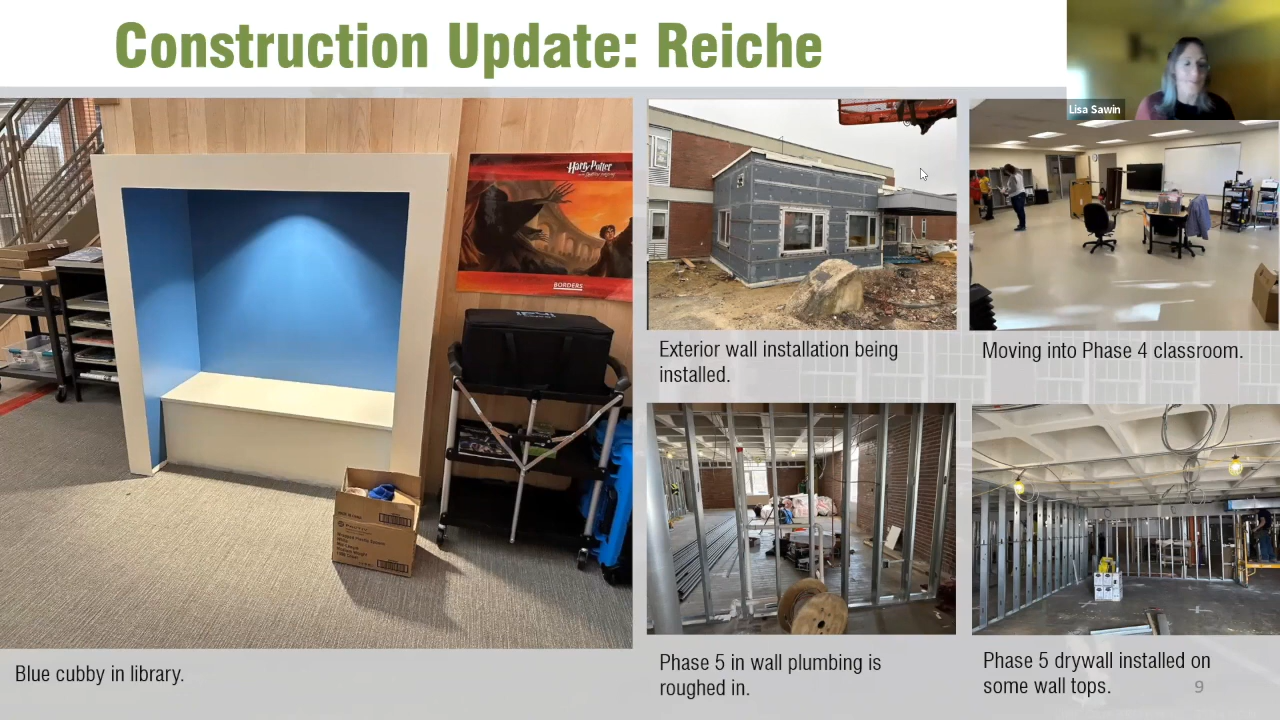 Construction Update: Reiche
Lisa Sawin
Harry Potter
BORDERS
Exterior wall installation being
installed.
Moving into Phase 4 classroom.
Blue cubby in library.
Phase 5 in wall plumbing is
roughed in.
Phase 5 drywall installed on
some wall tops.
9